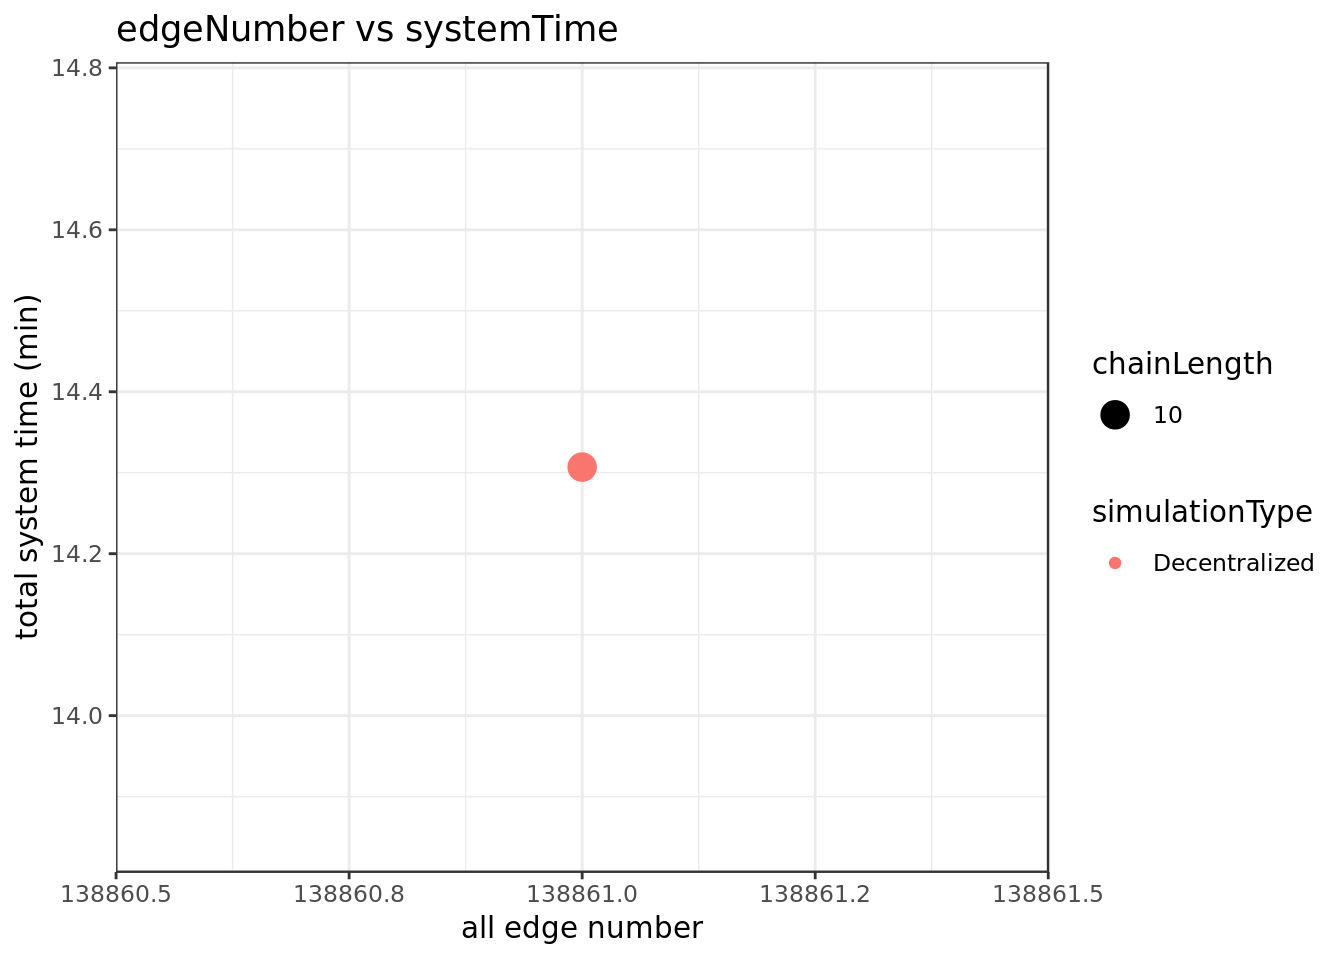 edgeNumber vs systemTime
14.8
14.6
14.4
14.2
14.0
total system time (min)
138860.5
138860.8
138861.0
138861.2
138861.5
all edge number
chainLength
10
simulationType
Decentralized